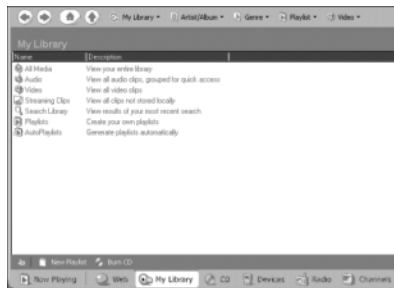 My Library Artist/Album Genre Playlist Video
My Library
Name Description
All Media View your entire library
Audio View all audio clips, grouped for quick access
Video View all video clips
Streaming Clips View all clips not stored locally
Search Library View results of your most recent search
Playlists Create your own playlists
AutoPlaylists Generate playlists automatically
New Playlist Burn CD
Now Playing Web My Library CD Devices Radio Channels